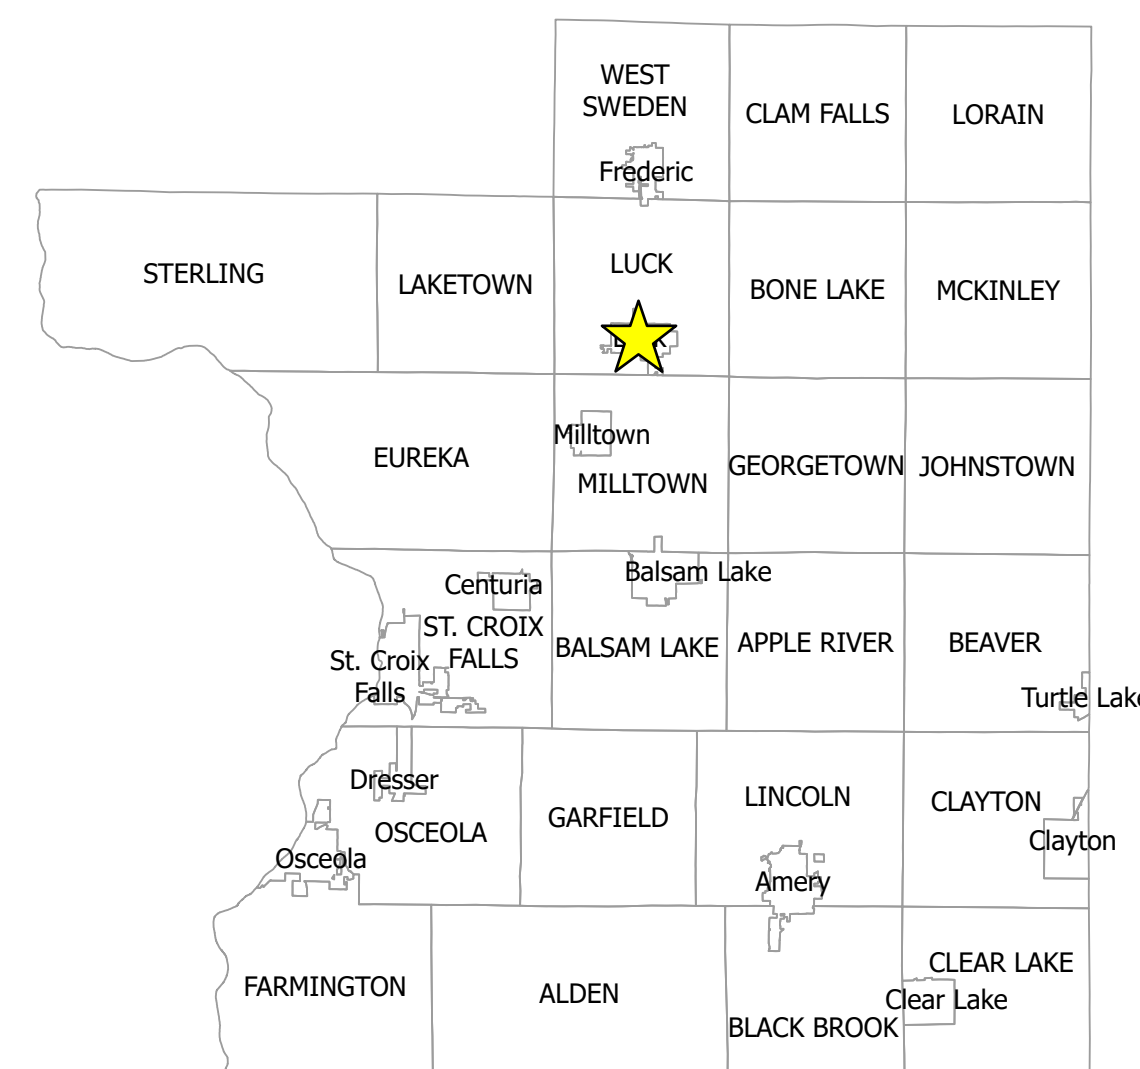 WEST
SWEDEN
CLAM FALLS
LORAIN
Frederic
STERLING
LAKETOWN
LUCK
BONE LAKE
MCKINLEY
EUREKA
Milltown
MILLTOWN
GEORGETOWN
JOHNSTOWN
Centuria
Balsam Lake
ST. CROIX
FALLS
St. Croix
Falls
BALSAM LAKE
APPLE RIVER
BEAVER
Turtle Lake
Dresser
OSCEOLA
Osceola
GARFIELD
LINCOLN
Amery
CLAYTON
Clayton
FARMINGTON
ALDEN
BLACK BROOK
CLEAR LAKE
Clear Lake